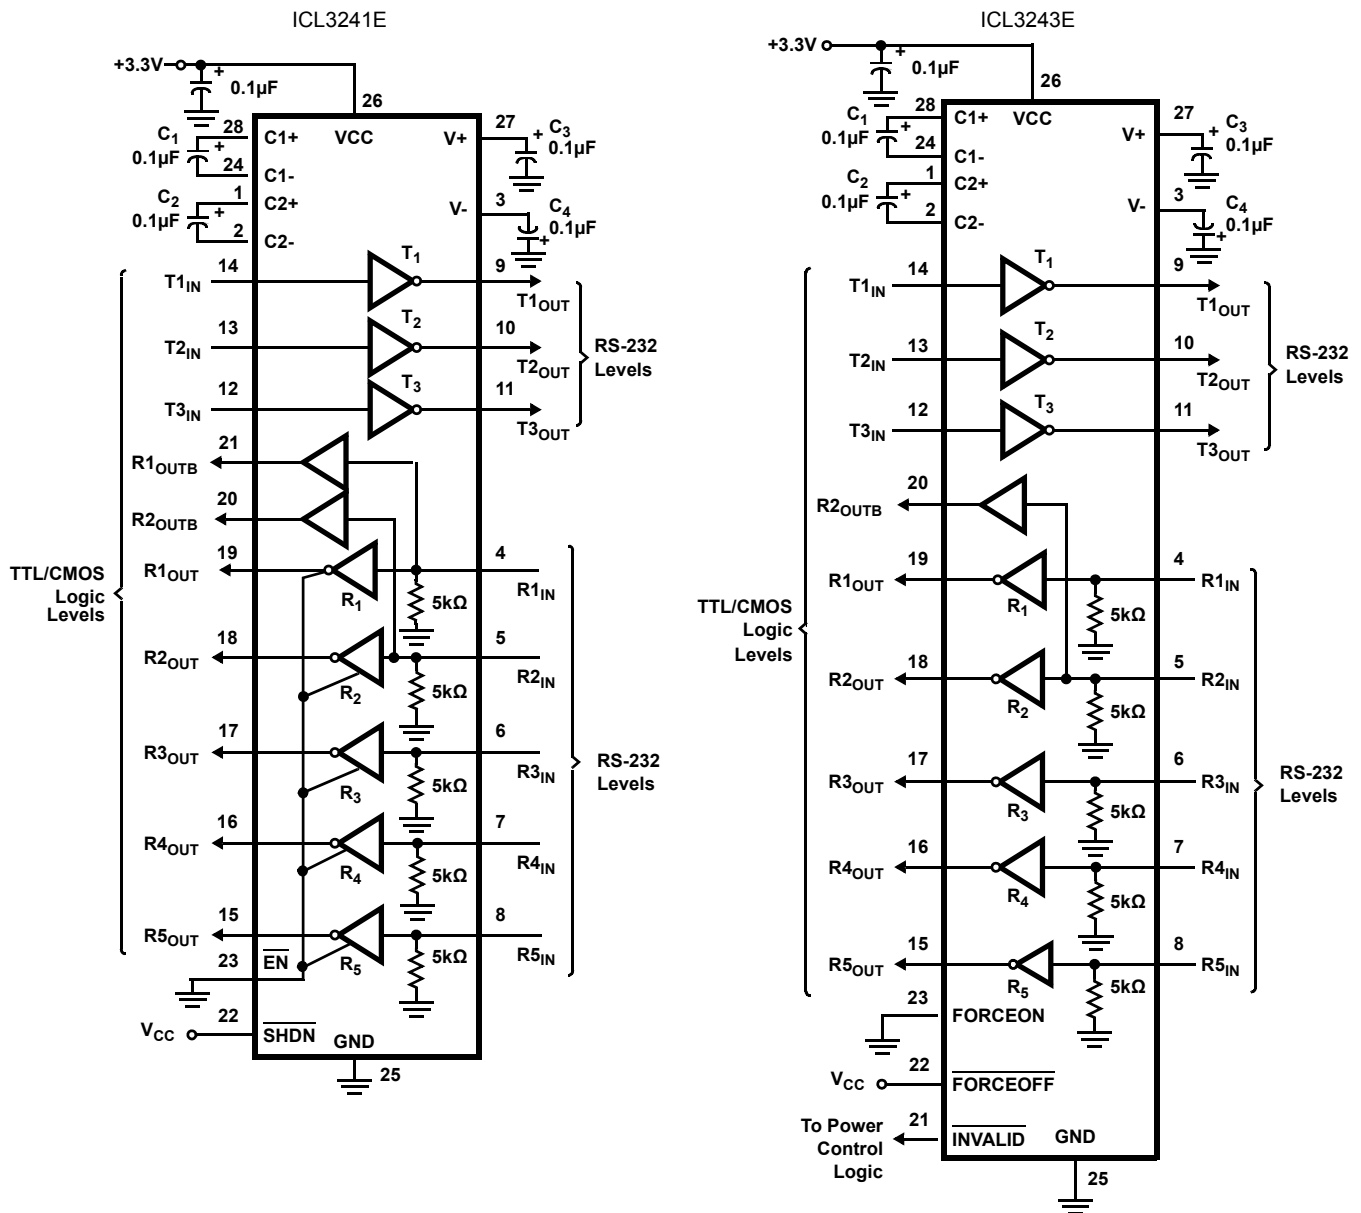 ICL3241E
+3.3V
+
0.1µF
26
C1
0.1µF
+
28
C1+
VCC
V+
27
+
C3
0.1µF
24
C1-
C2
0.1µF
+
1
C2+
V-
3
C4
0.1µF
+
2
C2-
T1
14
T1IN
9
T1OUT
T2
13
T2IN
10
T2OUT
T3
12
T3IN
11
T3OUT
RS-232
Levels
21
R1OUTB
20
R2OUTB
TTL/CMOS
Logic
Levels
19
R1OUT
R1
4
R1IN
5kΩ
18
R2OUT
R2
5
R2IN
5kΩ
17
R3OUT
R3
6
R3IN
5kΩ
RS-232
Levels
16
R4OUT
R4
7
R4IN
5kΩ
15
R5OUT
R5
8
R5IN
5kΩ
23
EN
22
VCC
SHDN
GND
25
ICL3243E
+3.3V
+
0.1µF
26
C1
0.1µF
+
28
C1+
VCC
V+
27
+
C3
0.1µF
24
C1-
C2
0.1µF
+
1
C2+
V-
3
C4
0.1µF
+
2
C2-
T1
14
T1IN
9
T1OUT
T2
13
T2IN
10
T2OUT
T3
12
T3IN
11
T3OUT
RS-232
Levels
20
R2OUTB
TTL/CMOS
Logic
Levels
19
R1OUT
R1
4
R1IN
5kΩ
18
R2OUT
R2
5
R2IN
5kΩ
17
R3OUT
R3
6
R3IN
5kΩ
RS-232
Levels
16
R4OUT
R4
7
R4IN
5kΩ
15
R5OUT
R5
8
R5IN
5kΩ
23
FORCEON
22
VCC
FORCEOFF
21
To Power
Control
Logic
INVALID
GND
25